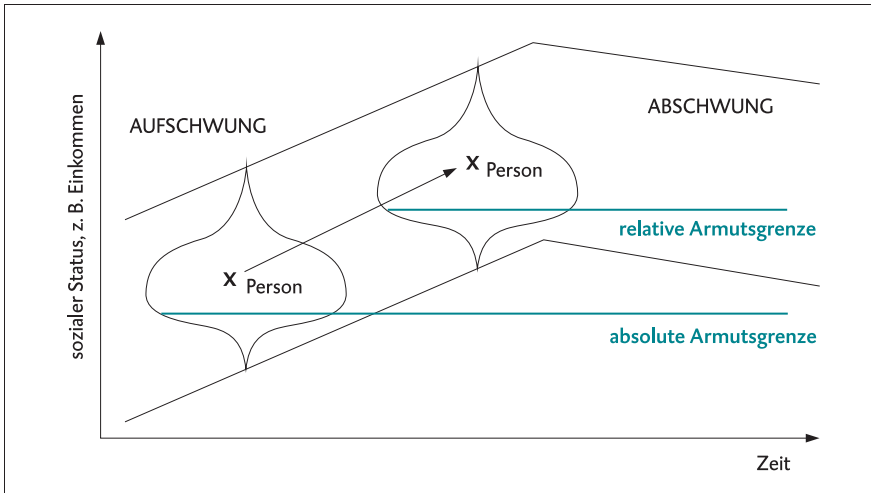 sozialer Status, z. B. Einkommen
AUFSCHWUNG
ABSCHWUNG
X Person
X Person
relative Armutsgrenze
absolute Armutsgrenze
Zeit